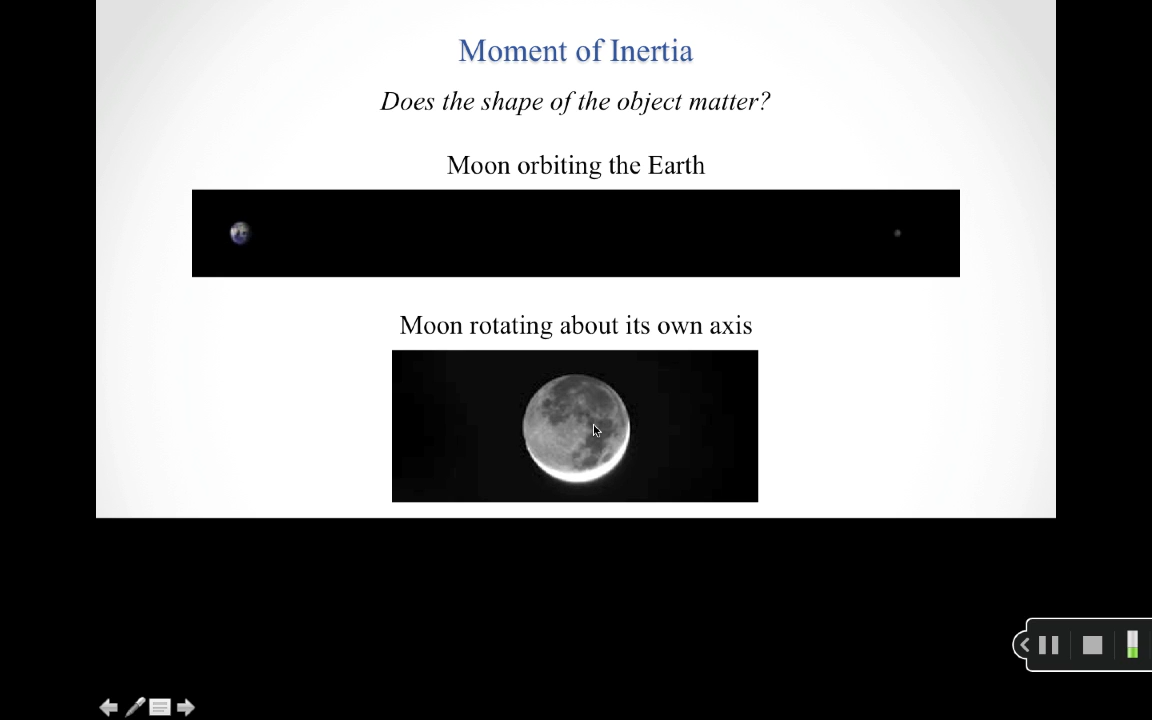 Moment of Inertia
Does the shape of the object matter?
Moon orbiting the Earth
Moon rotating about its own axis